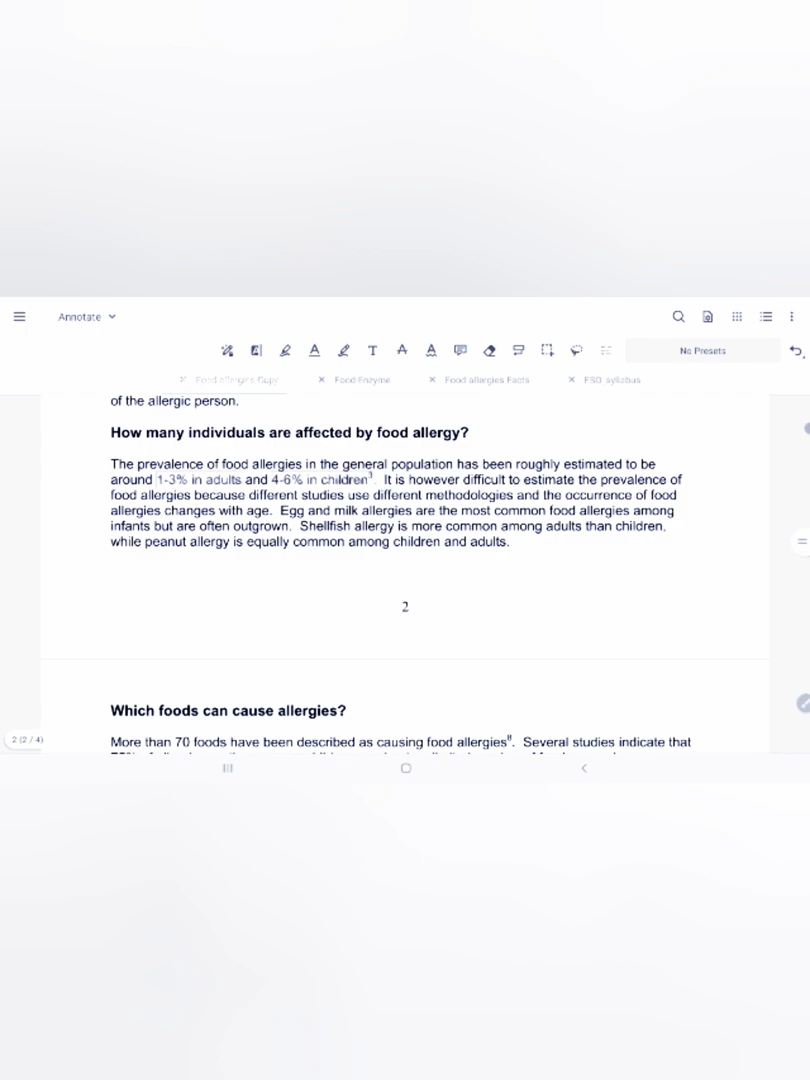 Annotate
No Presets
Food allergies Copy
Food Enzyme
Food allergies Facts
FSO syllabus
of the allergic person.
How many individuals are affected by food allergy?
The prevalence of food allergies in the general population has been roughly estimated to be
around 1-3% in adults and 4-6% in children³. It is however difficult to estimate the prevalence of
food allergies because different studies use different methodologies and the occurrence of food
allergies changes with age. Egg and milk allergies are the most common food allergies among
infants but are often outgrown. Shellfish allergy is more common among adults than children,
while peanut allergy is equally common among children and adults.
2
Which foods can cause allergies?
2 (2 / 4)
More than 70 foods have been described as causing food allergies⁸. Several studies indicate that